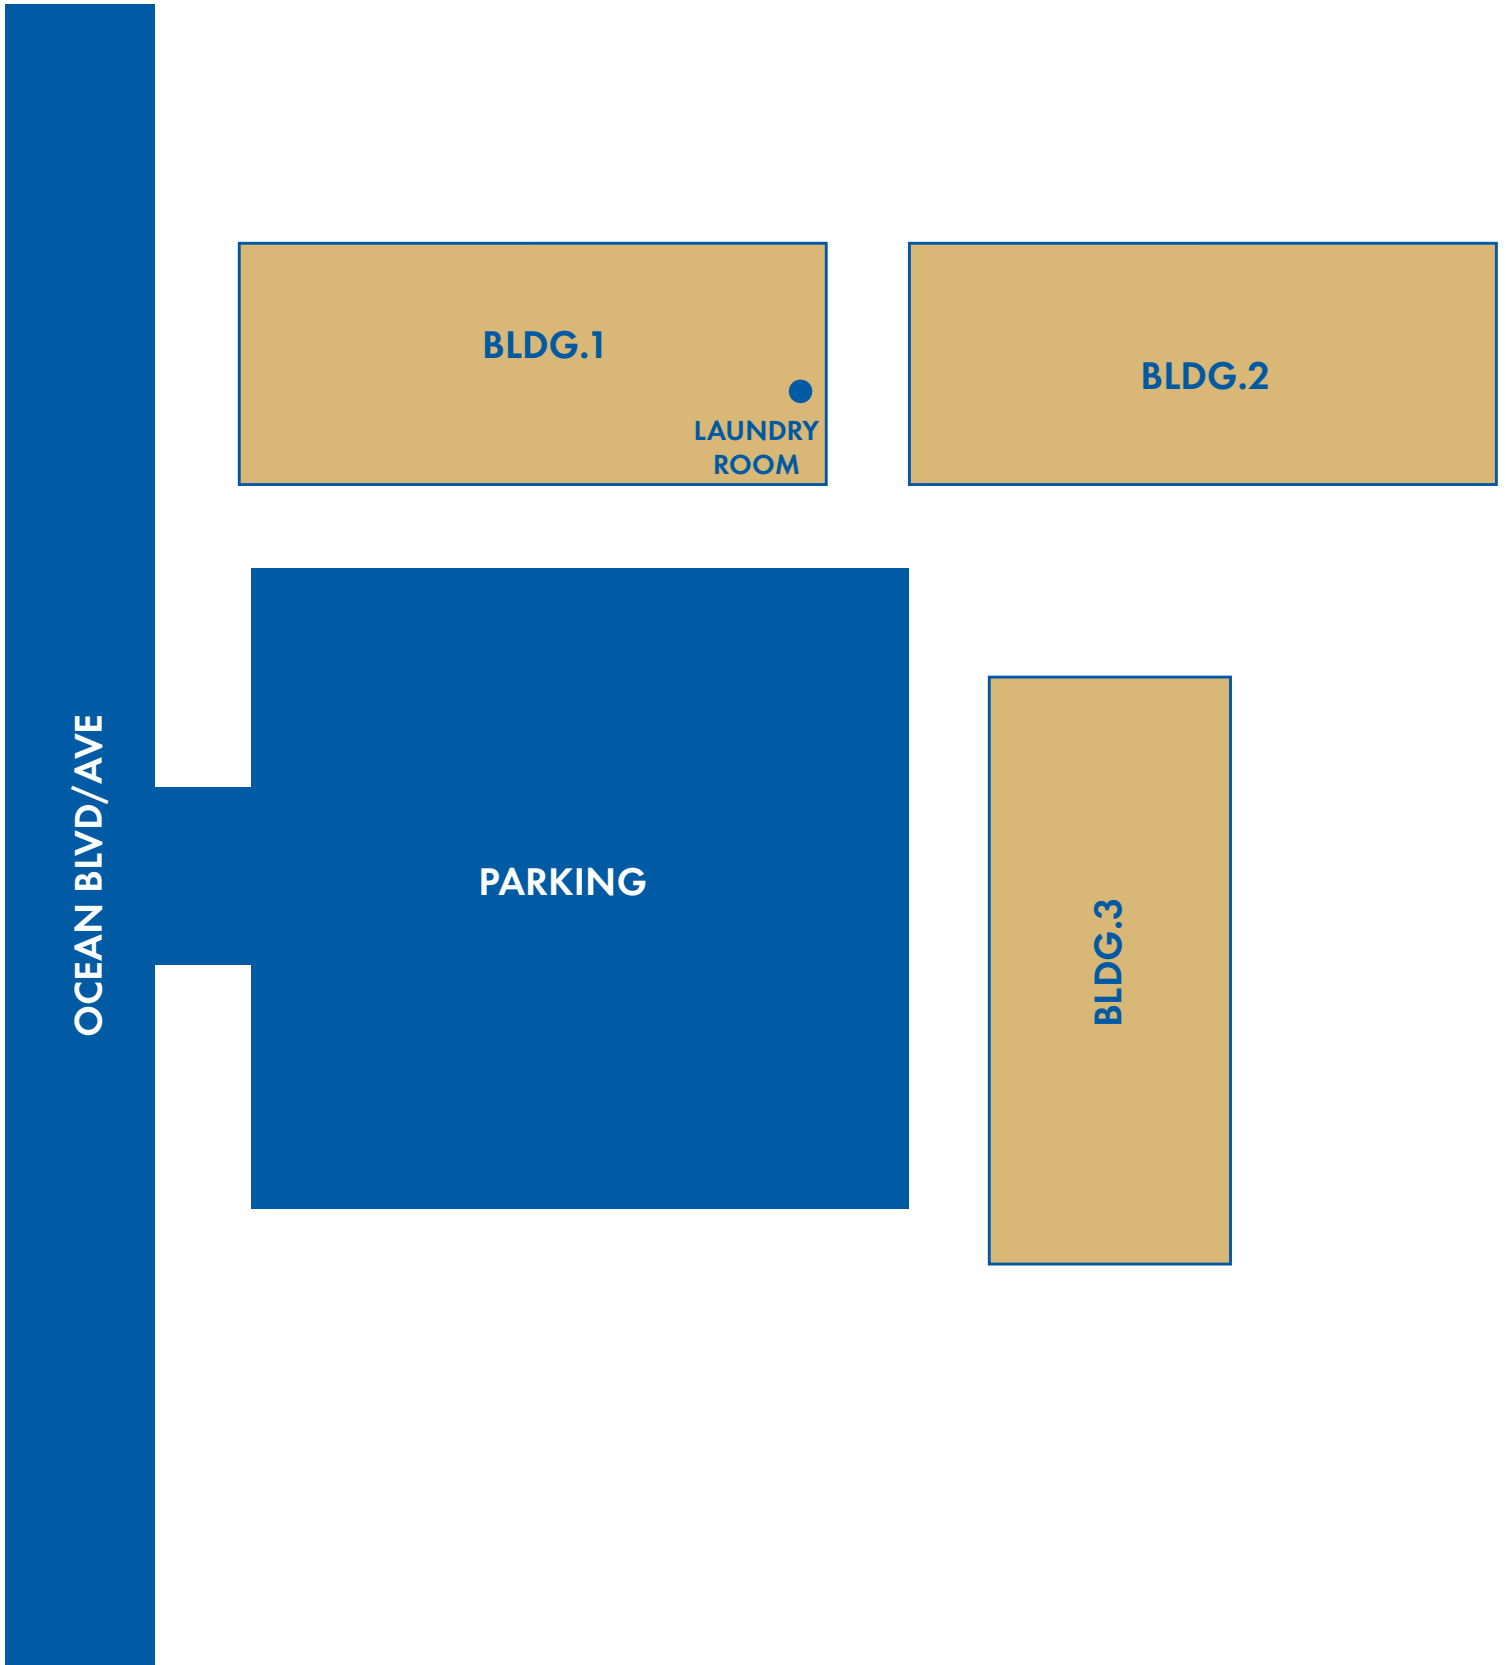 BLDG.1
BLDG.2
LAUNDRY
ROOM
OCEAN BLVD/AVE
PARKING
BLDG.3